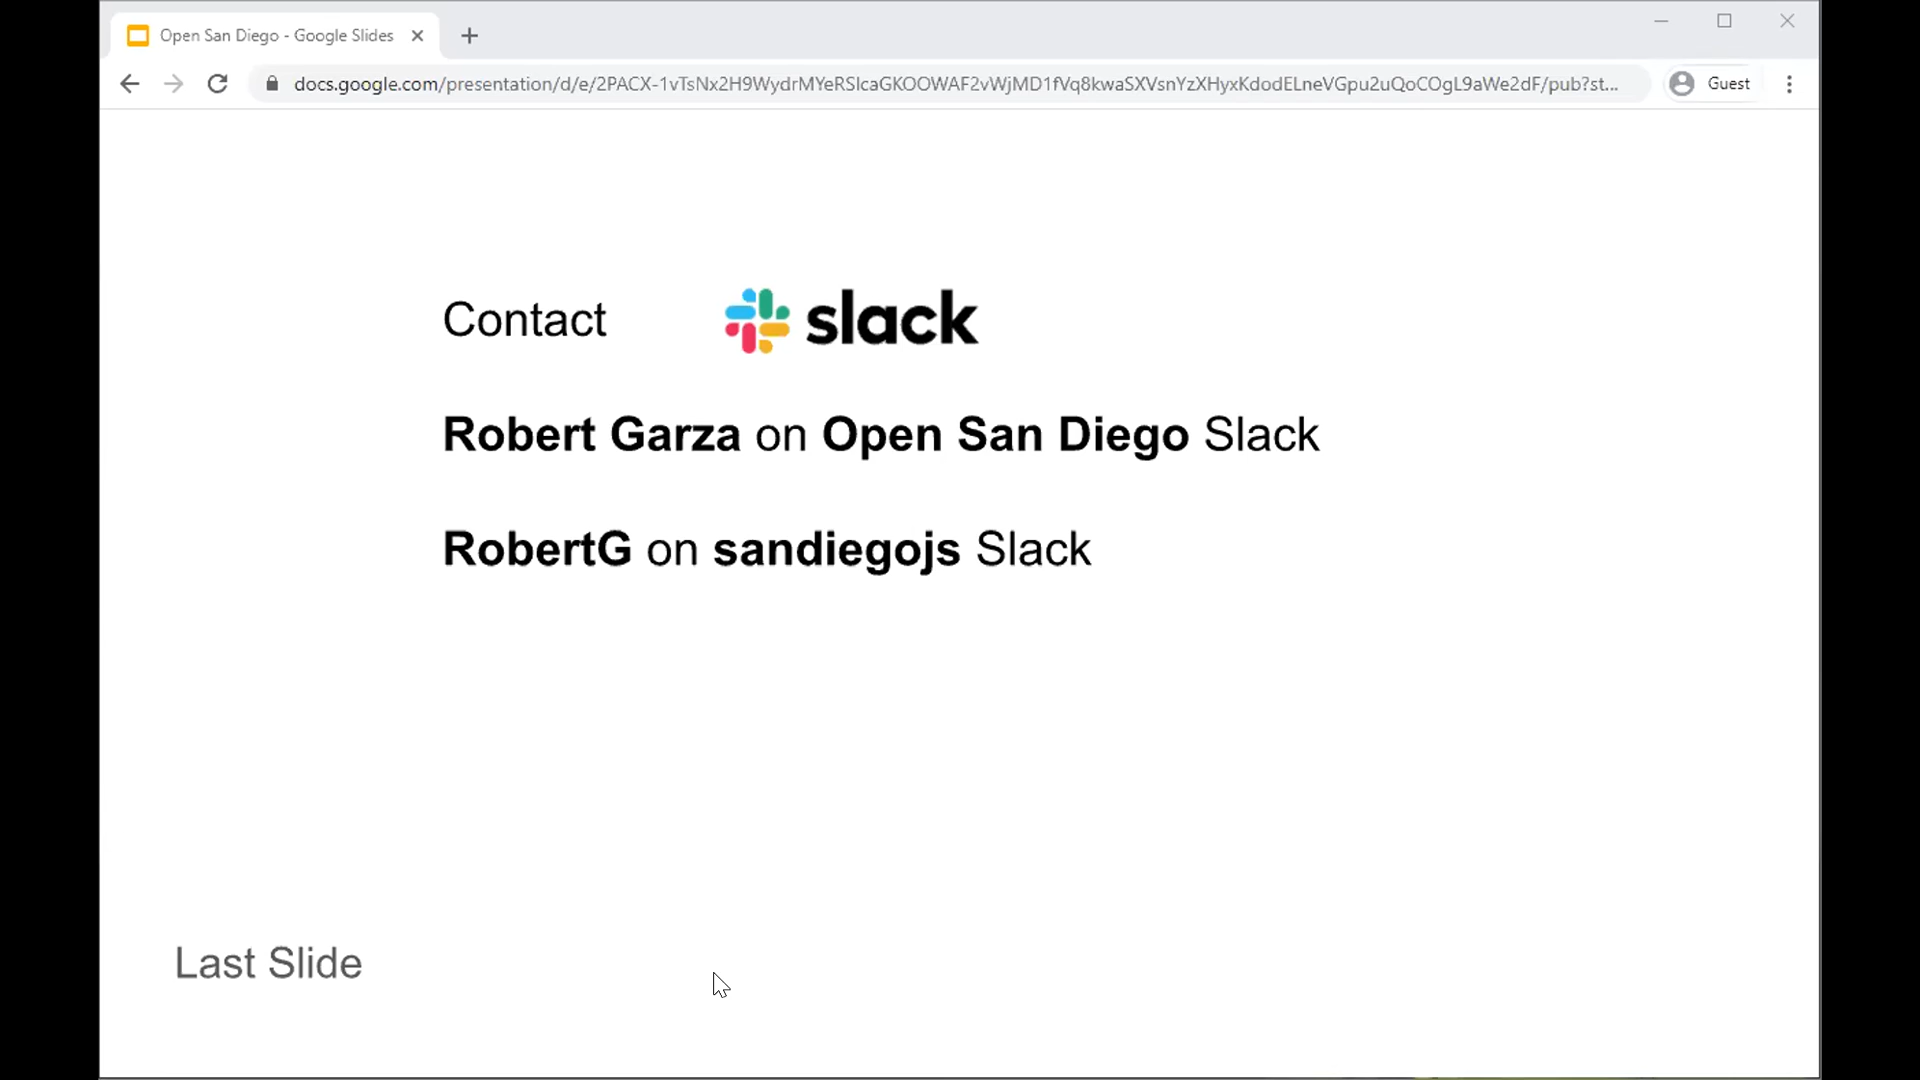 Open San Diego - Google Slides
docs.google.com/presentation/d/e/2PACX-1vTsNx2H9WydrMYeRSlcaGKOOWAF2vWjMD1fVq8kwaSXVsnYzXHyxKdodELneVGpu2uQoCOgL9aWe2dF/pub?st...
Guest
Contact slack
Robert Garza on Open San Diego Slack
RobertG on sandiegojs Slack
Last Slide